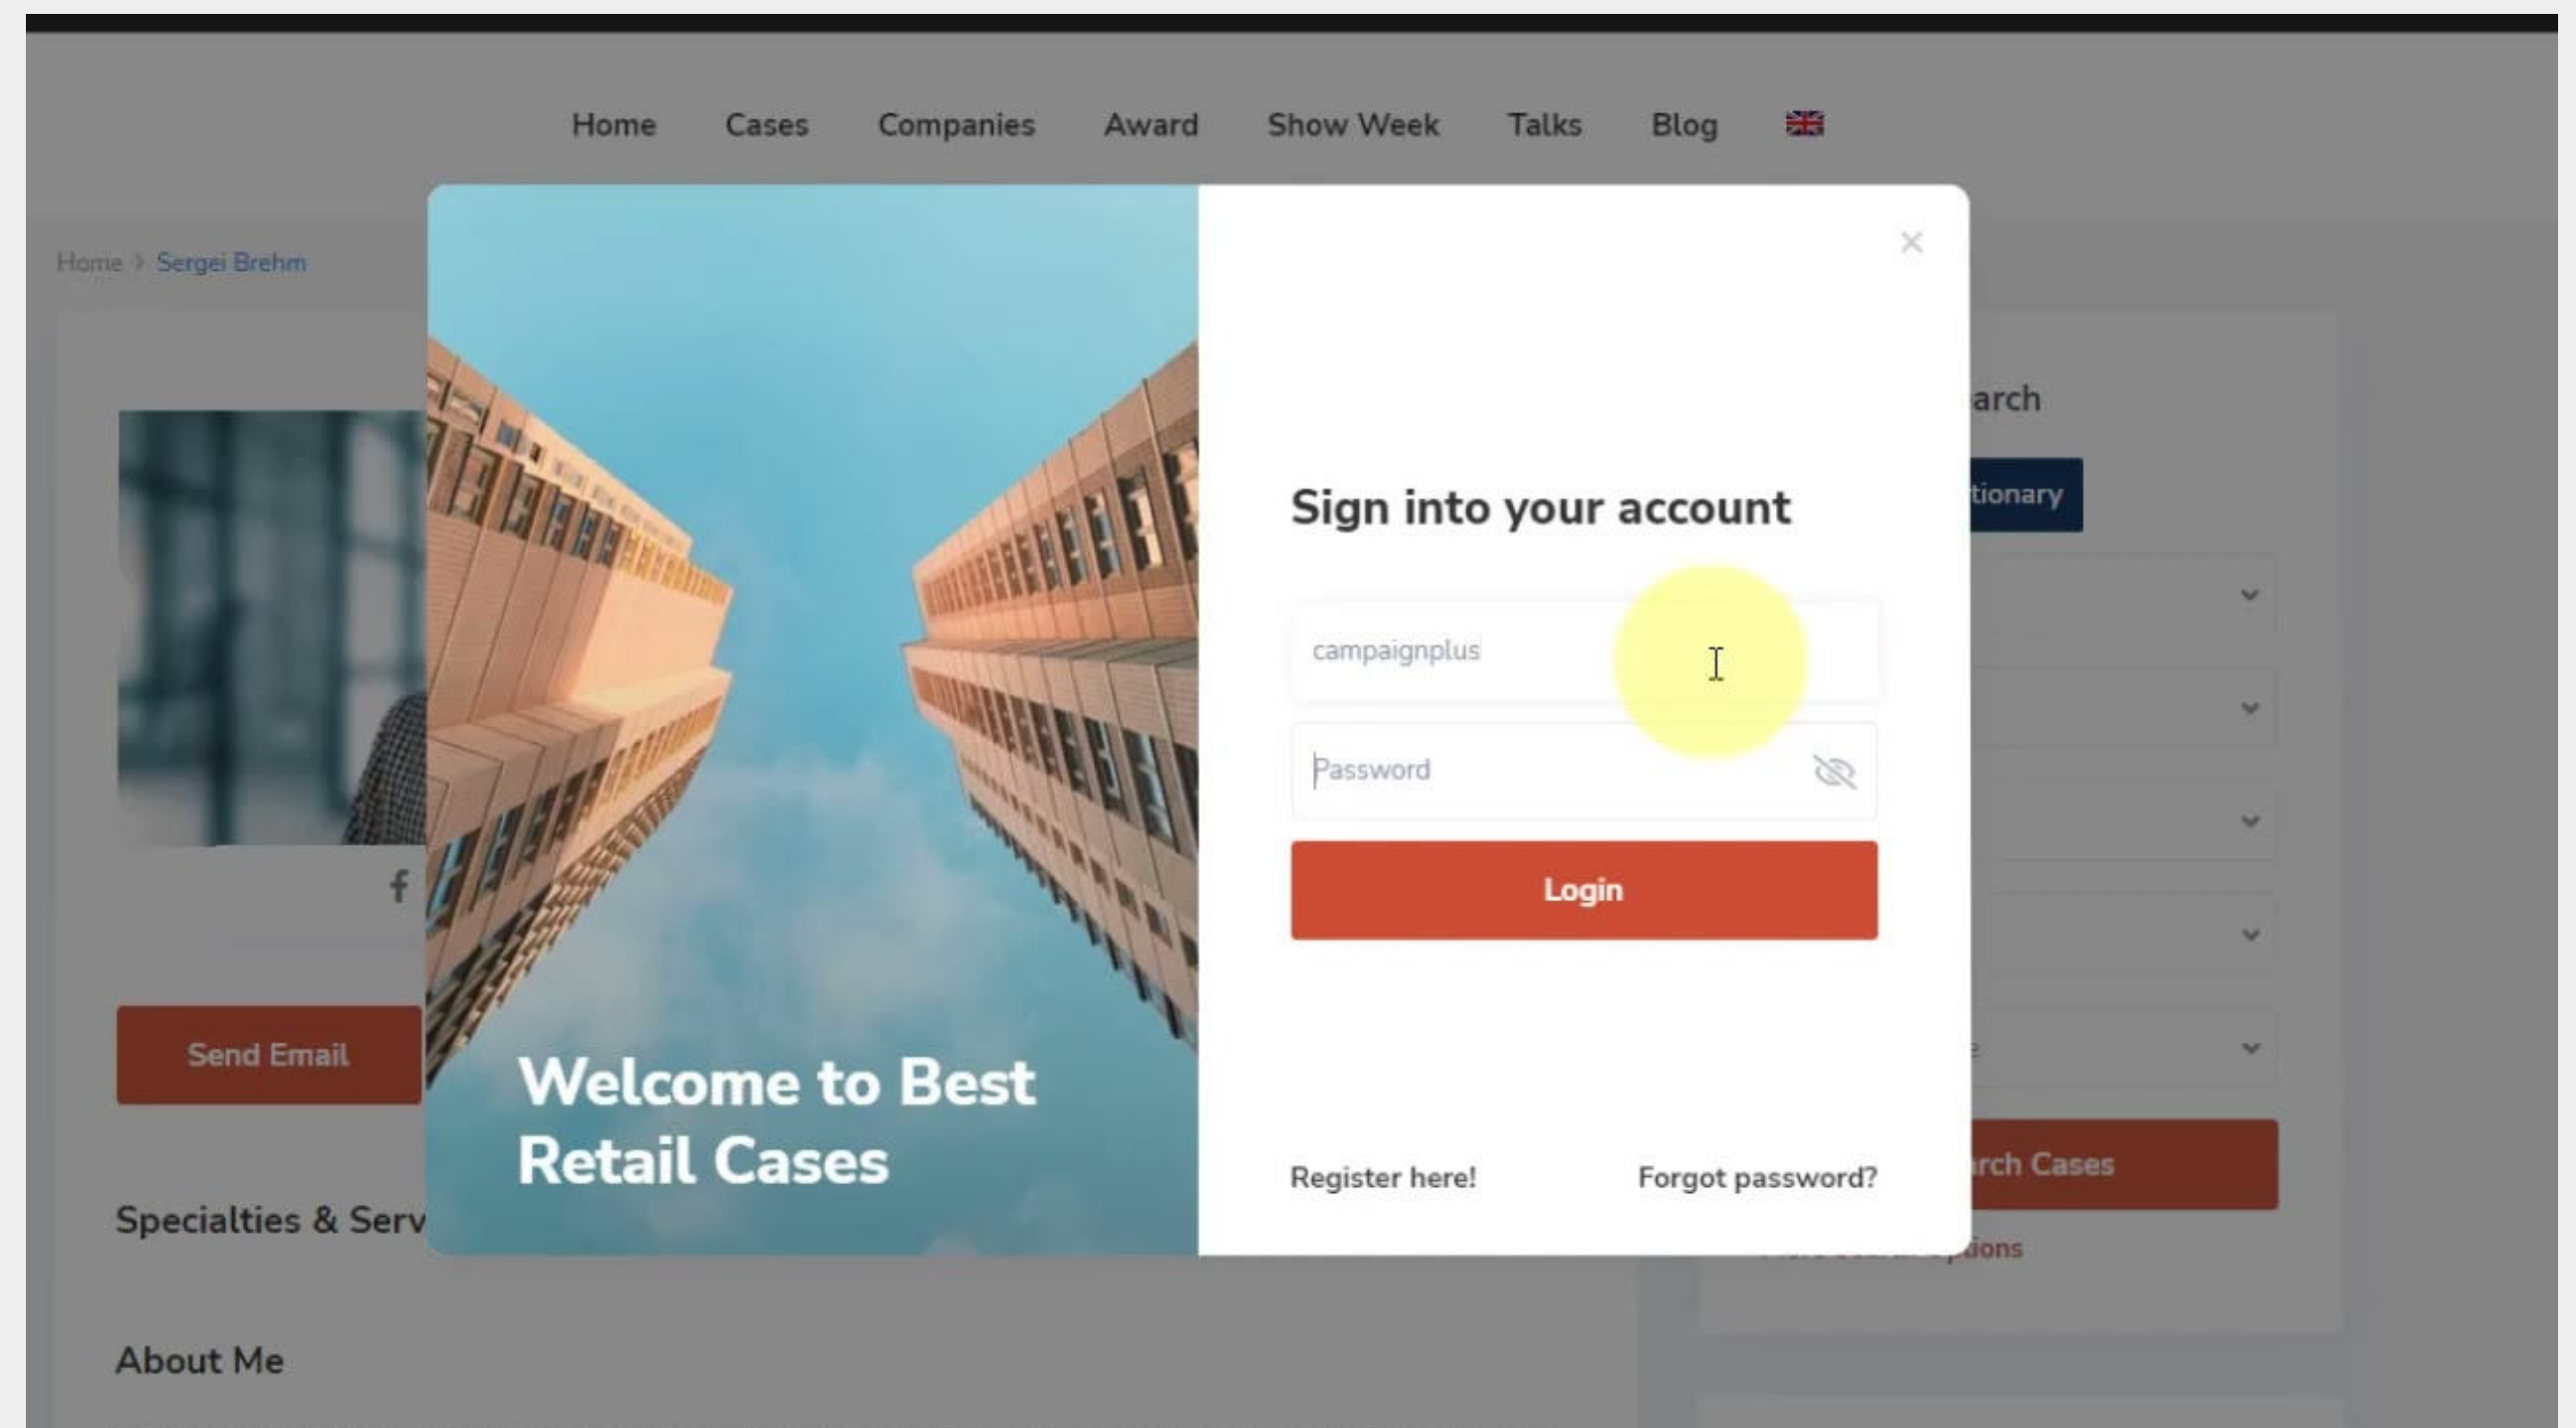 Home Cases Companies Award Show Week Talks Blog
Home > Sergei Brehm
Sign into your account
campaignplus
Password
Login
Register here! Forgot password?
Welcome to Best
Retail Cases
Send Email
Specialties & Serv
About Me
arch
tionary
e
rch Cases